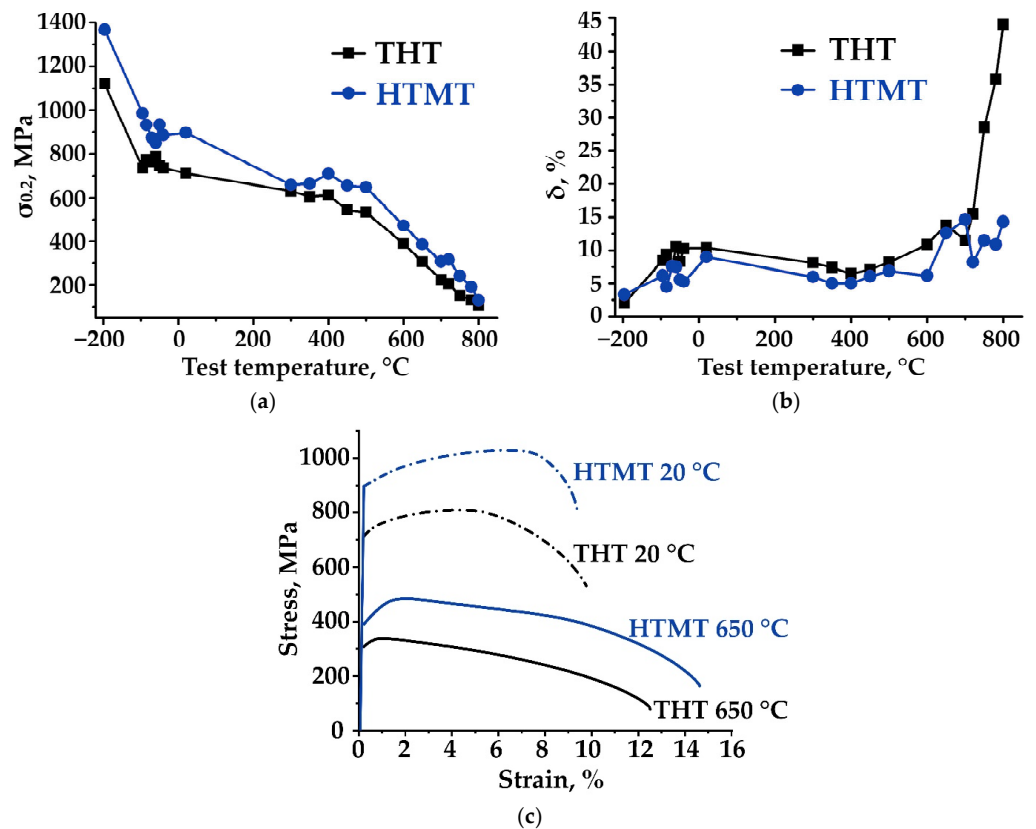 1400
1200
1000
800
600
400
200
σ0.2, MPa
THT
HTMT
−200 0 200 400 600 800
Test temperature, °C
(a)
45
40
35
30
25
20
15
10
5
0
δ, %
THT
HTMT
−200 0 200 400 600 800
Test temperature, °C
(b)
1000
800
600
400
200
0
Stress, MPa
HTMT 20 °C
THT 20 °C
HTMT 650 °C
THT 650 °C
0 2 4 6 8 10 12 14 16
Strain, %
(c)